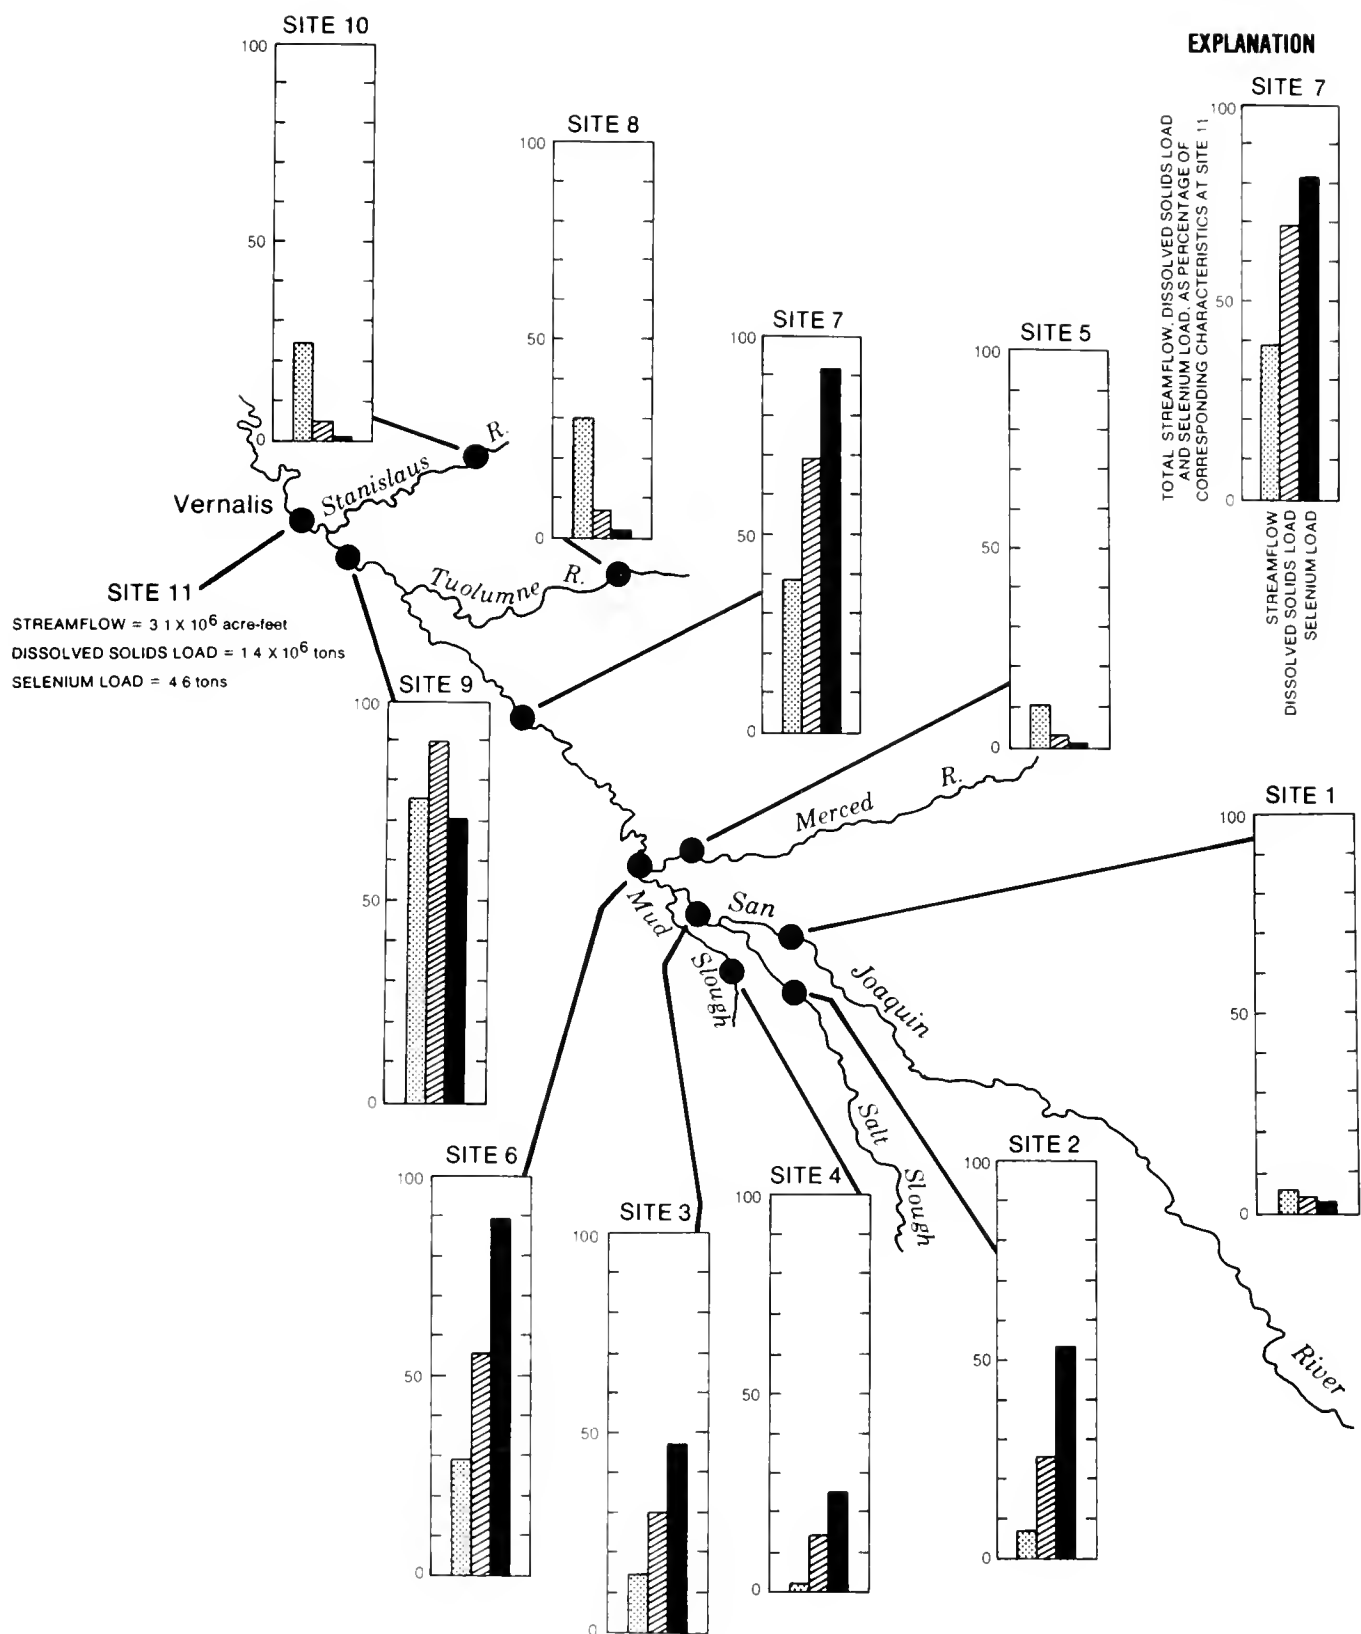 SITE 10
100
50
0
SITE 8
100
50
0
EXPLANATION
SITE 7
100
50
0
TOTAL STREAMFLOW, DISSOLVED SOLIDS LOAD
AND SELENIUM LOAD, AS PERCENTAGE OF
CORRESPONDING CHARACTERISTICS AT SITE 11
STREAMFLOW
DISSOLVED SOLIDS LOAD
SELENIUM LOAD
SITE 7
100
50
0
SITE 5
100
50
0
Stanislaus R.
Vernalis
Tuolumne R.
SITE 11
STREAMFLOW = 3 1 X 10⁶ acre-feet
DISSOLVED SOLIDS LOAD = 1 4 X 10⁶ tons
SELENIUM LOAD = 4 6 tons
SITE 9
100
50
0
Merced R.
SITE 1
100
50
0
Mud Slough
San Joaquin River
Salt Slough
SITE 6
100
50
0
SITE 3
100
50
0
SITE 4
100
50
0
SITE 2
100
50
0